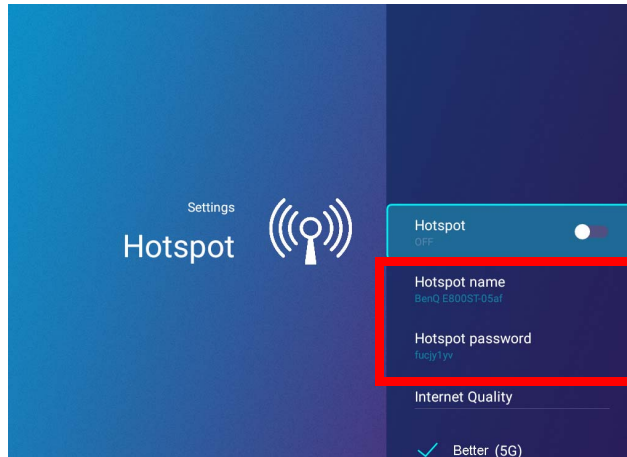 Settings
Hotspot
Hotspot
OFF
Hotspot name
BenQ E800ST-05af
Hotspot password
fucjy1yv
Internet Quality
Better (5G)